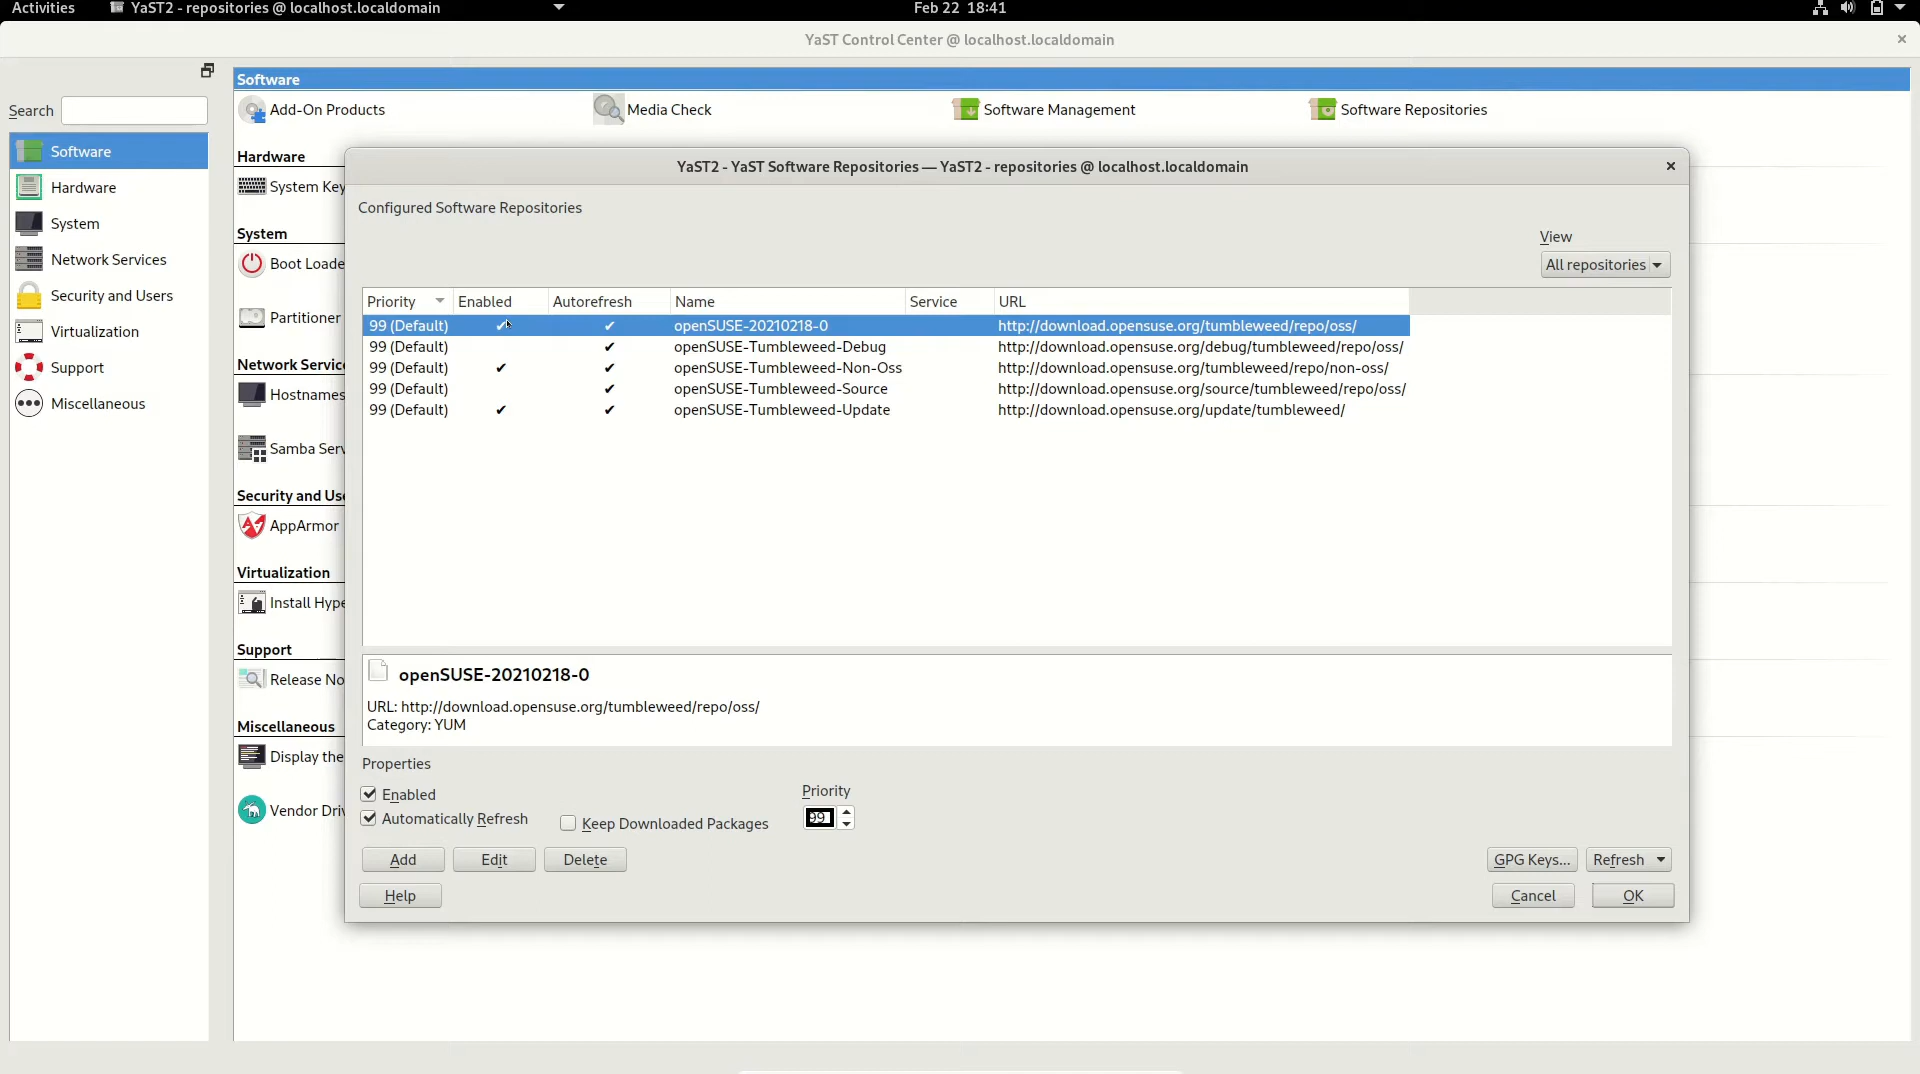 Activities
YaST2 - repositories @ localhost.localdomain
Feb 22 18:41
YaST Control Center @ localhost.localdomain
Search
Software
Hardware
System
Network Services
Security and Users
Virtualization
Support
Miscellaneous
Software
Add-On Products
Media Check
Software Management
Software Repositories
Hardware
System Key
System
Boot Loade
Partitioner
Network Servic
Hostnames
Samba Serv
Security and Use
AppArmor
Virtualization
Install Hype
Support
Release No
Miscellaneous
Display the
Vendor Driv
YaST2 - YaST Software Repositories — YaST2 - repositories @ localhost.localdomain
Configured Software Repositories
View
All repositories
Priority Enabled Autorefresh Name Service URL
99 (Default) ✔ ✔ openSUSE-20210218-0 http://download.opensuse.org/tumbleweed/repo/oss/
99 (Default) ✔ openSUSE-Tumbleweed-Debug http://download.opensuse.org/debug/tumbleweed/repo/oss/
99 (Default) ✔ ✔ openSUSE-Tumbleweed-Non-Oss http://download.opensuse.org/tumbleweed/repo/non-oss/
99 (Default) ✔ openSUSE-Tumbleweed-Source http://download.opensuse.org/source/tumbleweed/repo/oss/
99 (Default) ✔ ✔ openSUSE-Tumbleweed-Update http://download.opensuse.org/update/tumbleweed/
openSUSE-20210218-0
URL: http://download.opensuse.org/tumbleweed/repo/oss/
Category: YUM
Properties
Enabled
Automatically Refresh
Keep Downloaded Packages
Priority
99
Add
Edit
Delete
GPG Keys...
Refresh
Help
Cancel
OK